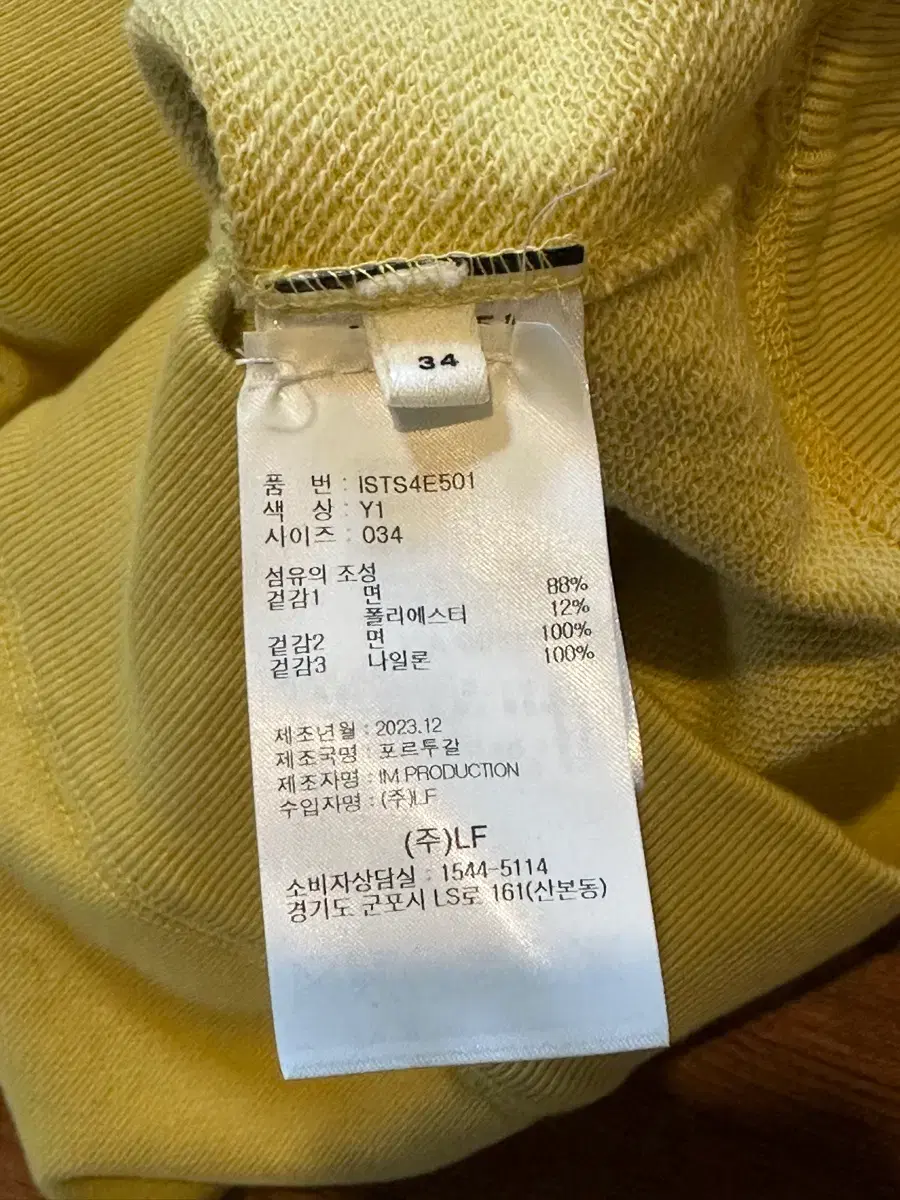 34
품 번 : ISTS4E501
색 상 : Y1
사이즈 : 034
섬유의 조성
겉감1 면 88%
폴리에스터 12%
겉감2 면 100%
겉감3 나일론 100%
제조년월 : 2023.12
제조국명 : 포르투갈
제조자명 : IM PRODUCTION
수입자명 : (주)LF
(주)LF
소비자상담실 : 1544-5114
경기도 군포시 LS로 161(산본동)